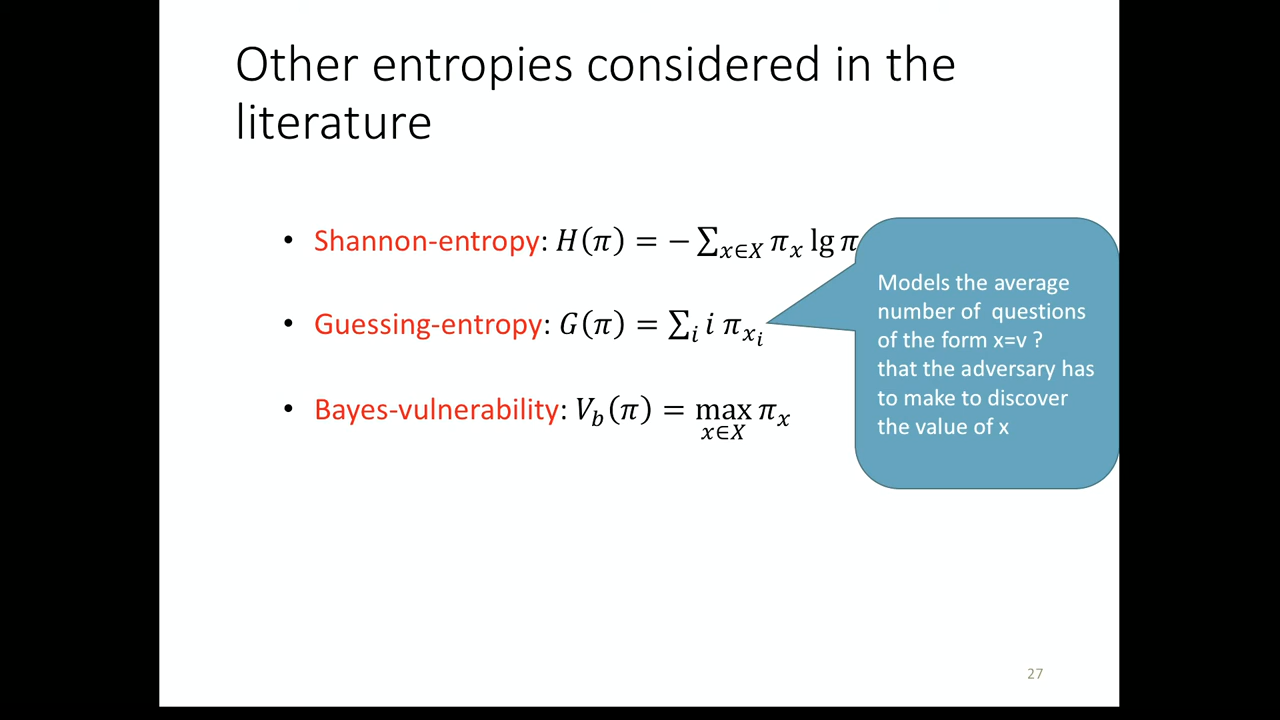 Other entropies considered in the
literature
• Shannon-entropy: H(π) = −∑_{x∈X} π_x lg π
• Guessing-entropy: G(π) = ∑_i i π_{x_i}
• Bayes-vulnerability: V_b(π) = max_{x∈X} π_x
Models the average
number of questions
of the form x=v ?
that the adversary has
to make to discover
the value of x
27